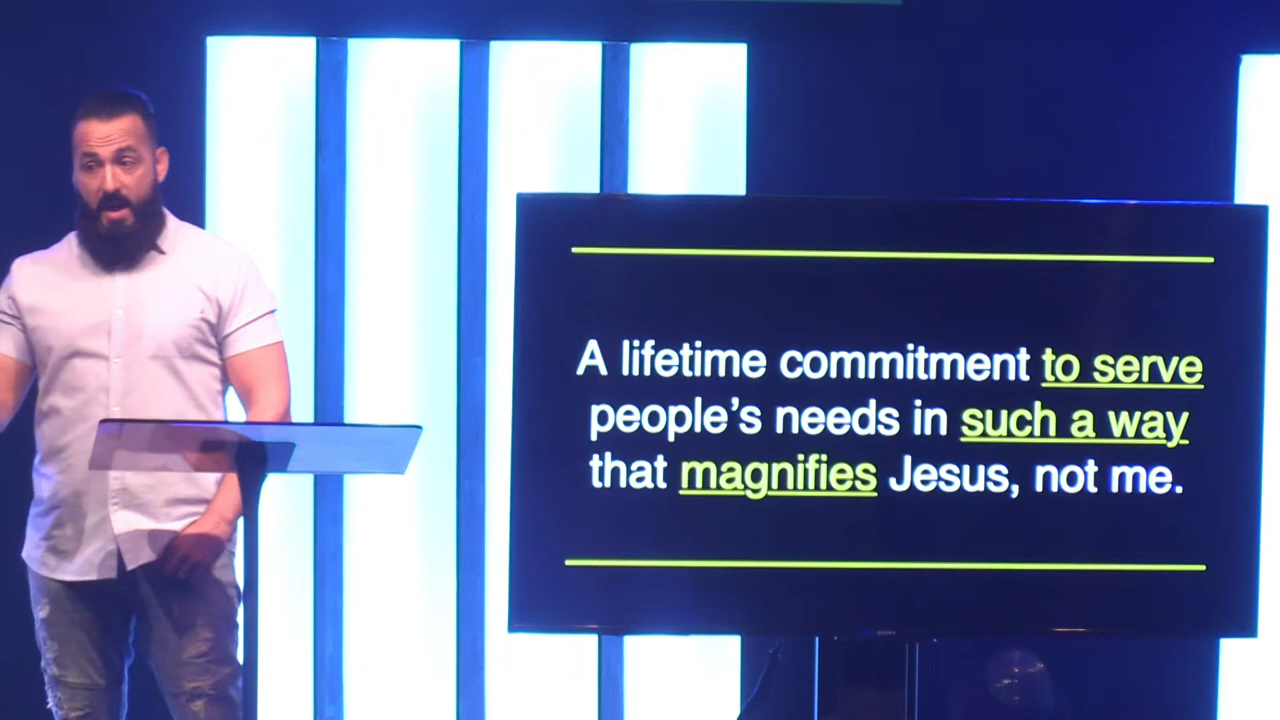 A lifetime commitment to serve
people's needs in such a way
that magnifies Jesus, not me.